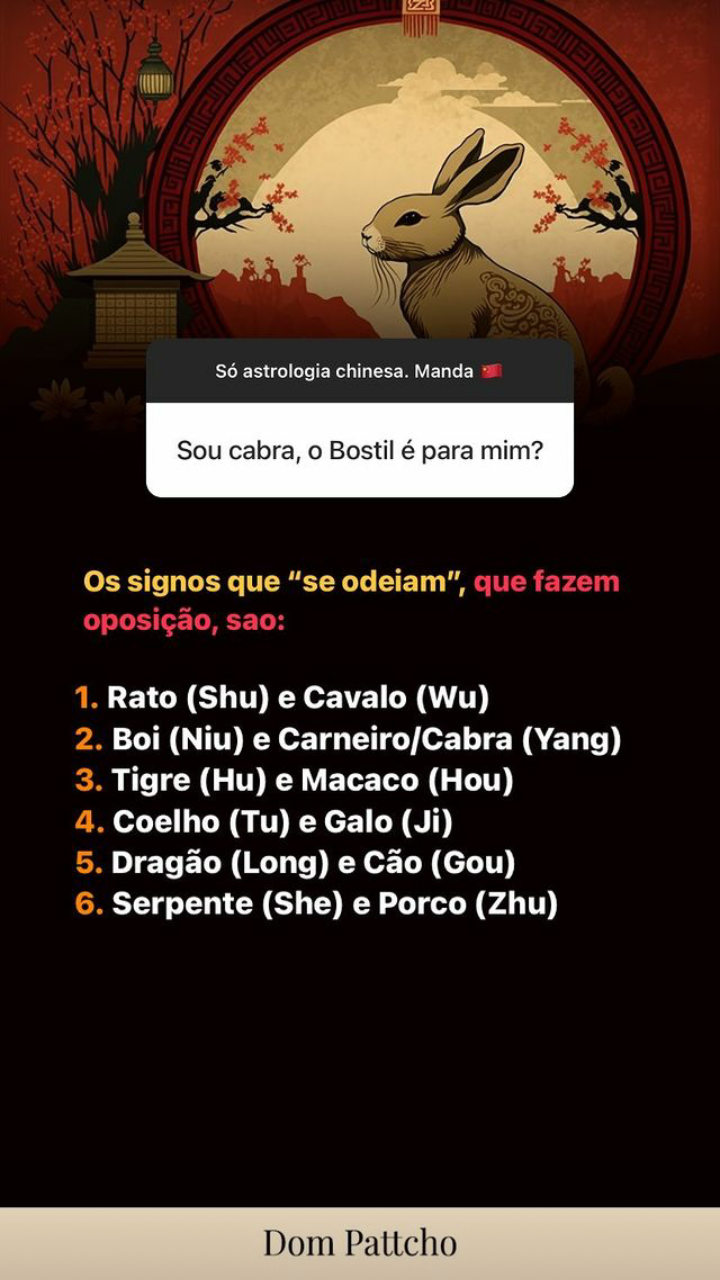 Só astrologia chinesa. Manda 🇨🇳
Sou cabra, o Bostil é para mim?
Os signos que “se odeiam”, que fazem
oposição, sao:
1. Rato (Shu) e Cavalo (Wu)
2. Boi (Niu) e Carneiro/Cabra (Yang)
3. Tigre (Hu) e Macaco (Hou)
4. Coelho (Tu) e Galo (Ji)
5. Dragão (Long) e Cão (Gou)
6. Serpente (She) e Porco (Zhu)
Dom Pattcho